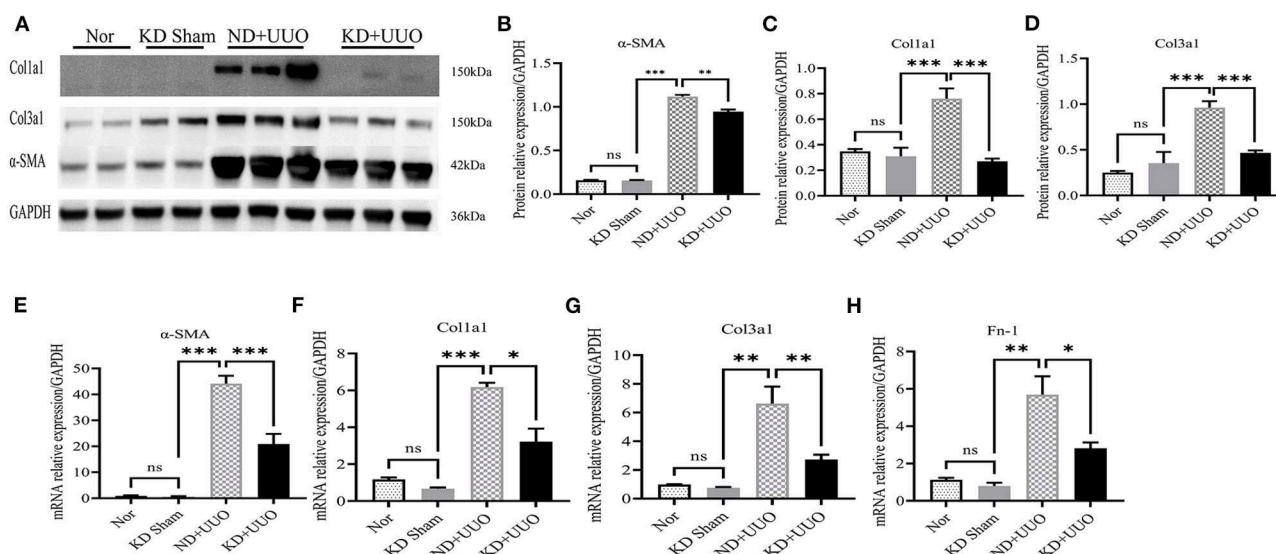 A
Nor KD Sham ND+UUO KD+UUO
Col1a1 150kDa
Col3a1 150kDa
α-SMA 42kDa
GAPDH 36kDa
B
α-SMA
Protein relative expression/GAPDH
1.5
1.0
0.5
0.0
ns
***
**
Nor
KD Sham
ND+UUO
KD+UUO
C
Col1a1
Protein relative expression/GAPDH
1.2
0.8
0.4
0.0
ns
***
***
Nor
KD Sham
ND+UUO
KD+UUO
D
Col3a1
Protein relative expression/GAPDH
1.5
1.0
0.5
0.0
ns
***
***
Nor
KD Sham
ND+UUO
KD+UUO
E
α-SMA
mRNA relative expression/GAPDH
50
40
30
20
10
0
ns
***
***
Nor
KD Sham
ND+UUO
KD+UUO
F
Col1a1
mRNA relative expression/GAPDH
8
6
4
2
0
ns
***
*
Nor
KD Sham
ND+UUO
KD+UUO
G
Col3a1
mRNA relative expression/GAPDH
10
8
6
4
2
0
ns
**
**
Nor
KD Sham
ND+UUO
KD+UUO
H
Fn-1
mRNA relative expression/GAPDH
8
6
4
2
0
ns
**
*
Nor
KD Sham
ND+UUO
KD+UUO